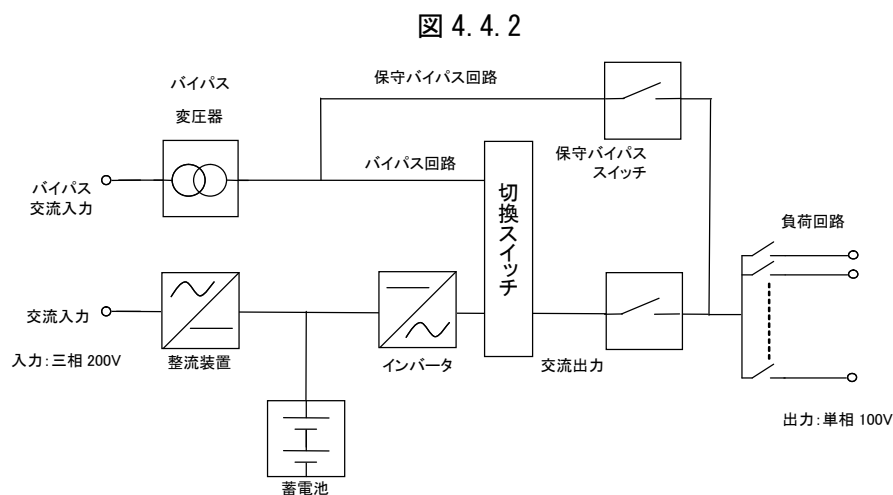 図 4.4.2
バイパス
変圧器
保守バイパス回路
バイパス回路
保守バイパス
スイッチ
バイパス
交流入力
切換スイッチ
負荷回路
交流入力
入力：三相 200V
整流装置
インバータ
交流出力
出力：単相 100V
蓄電池